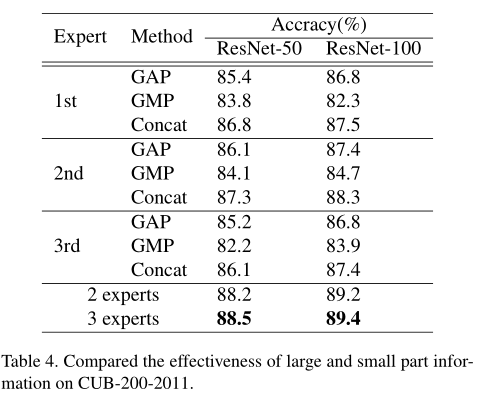 Expert Method Accracy(%)
ResNet-50 ResNet-100
1st
GAP 85.4 86.8
GMP 83.8 82.3
Concat 86.8 87.5
2nd
GAP 86.1 87.4
GMP 84.1 84.7
Concat 87.3 88.3
3rd
GAP 85.2 86.8
GMP 82.2 83.9
Concat 86.1 87.4
2 experts 88.2 89.2
3 experts 88.5 89.4
Table 4. Compared the effectiveness of large and small part infor-
mation on CUB-200-2011.